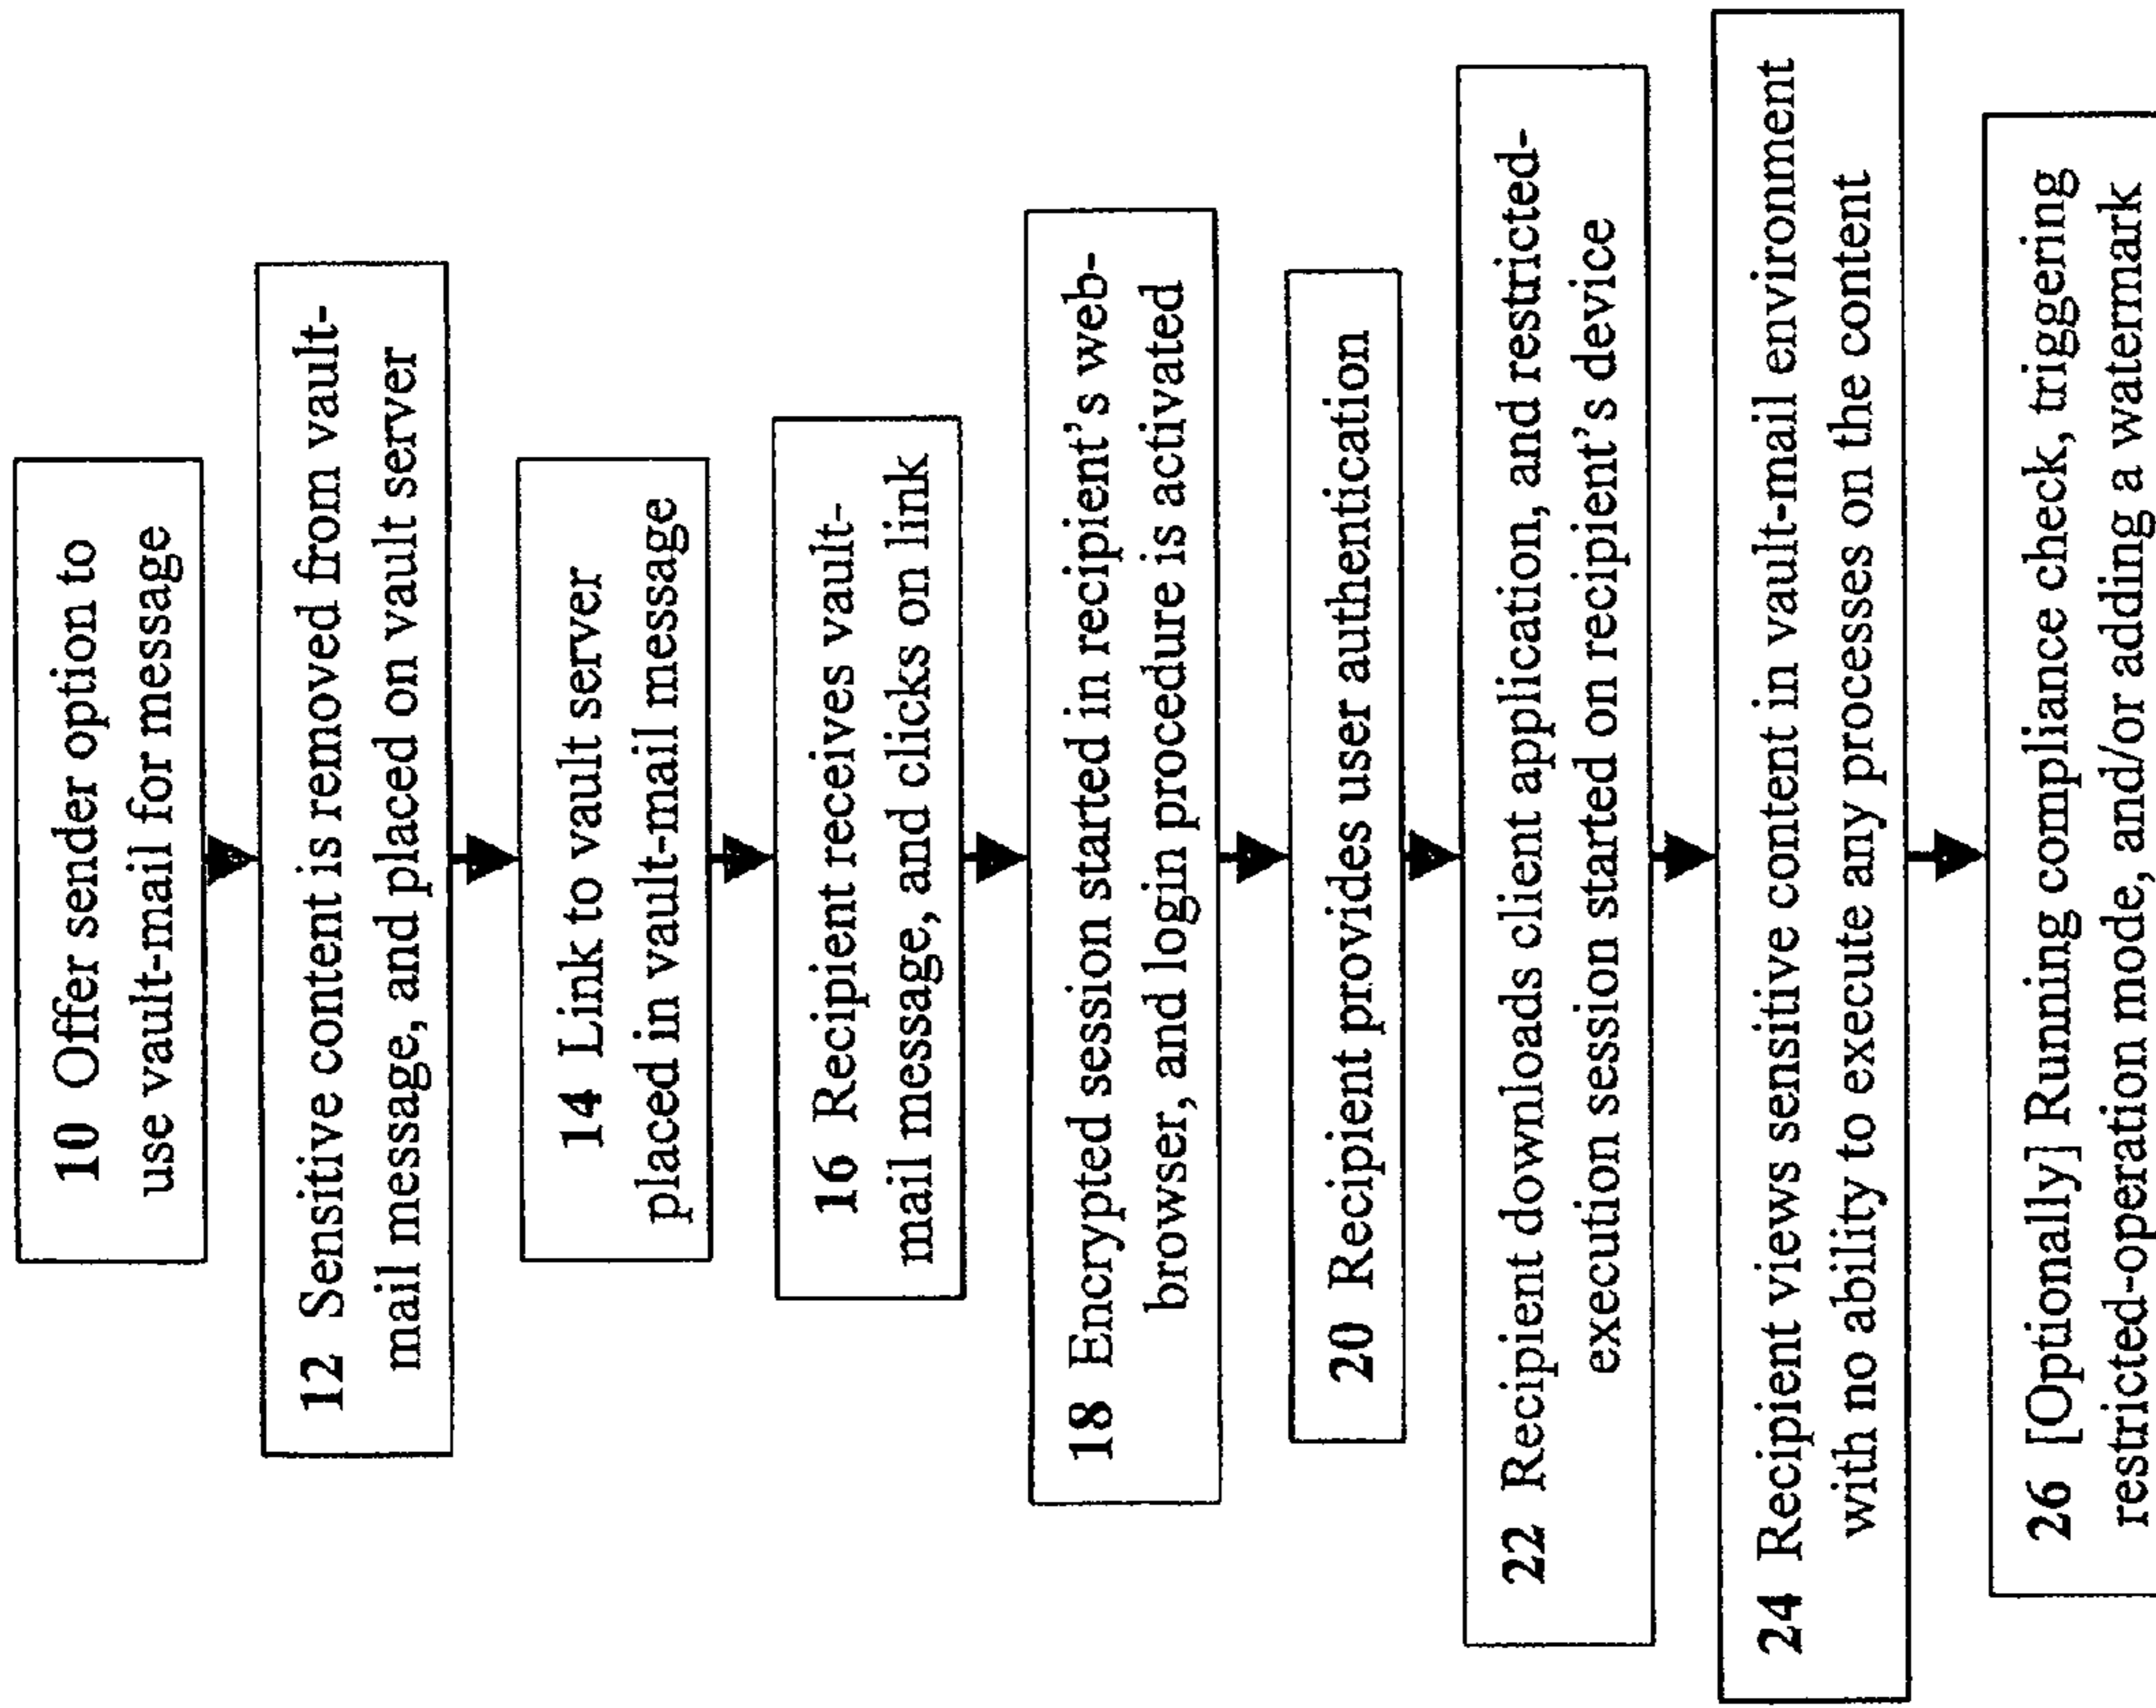 10 Offer sender option to
use vault-mail for message
12 Sensitive content is removed from vault-
mail message, and placed on vault server
14 Link to vault server
placed in vault-mail message
16 Recipient receives vault-
mail message, and clicks on link
18 Encrypted session started in recipient's web-
browser, and login procedure is activated
20 Recipient provides user authentication
22 Recipient downloads client application, and restricted-
execution session started on recipient's device
24 Recipient views sensitive content in vault-mail environment
with no ability to execute any processes on the content
26 [Optionally] Running compliance check, triggering
restricted-operation mode, and/or adding a watermark